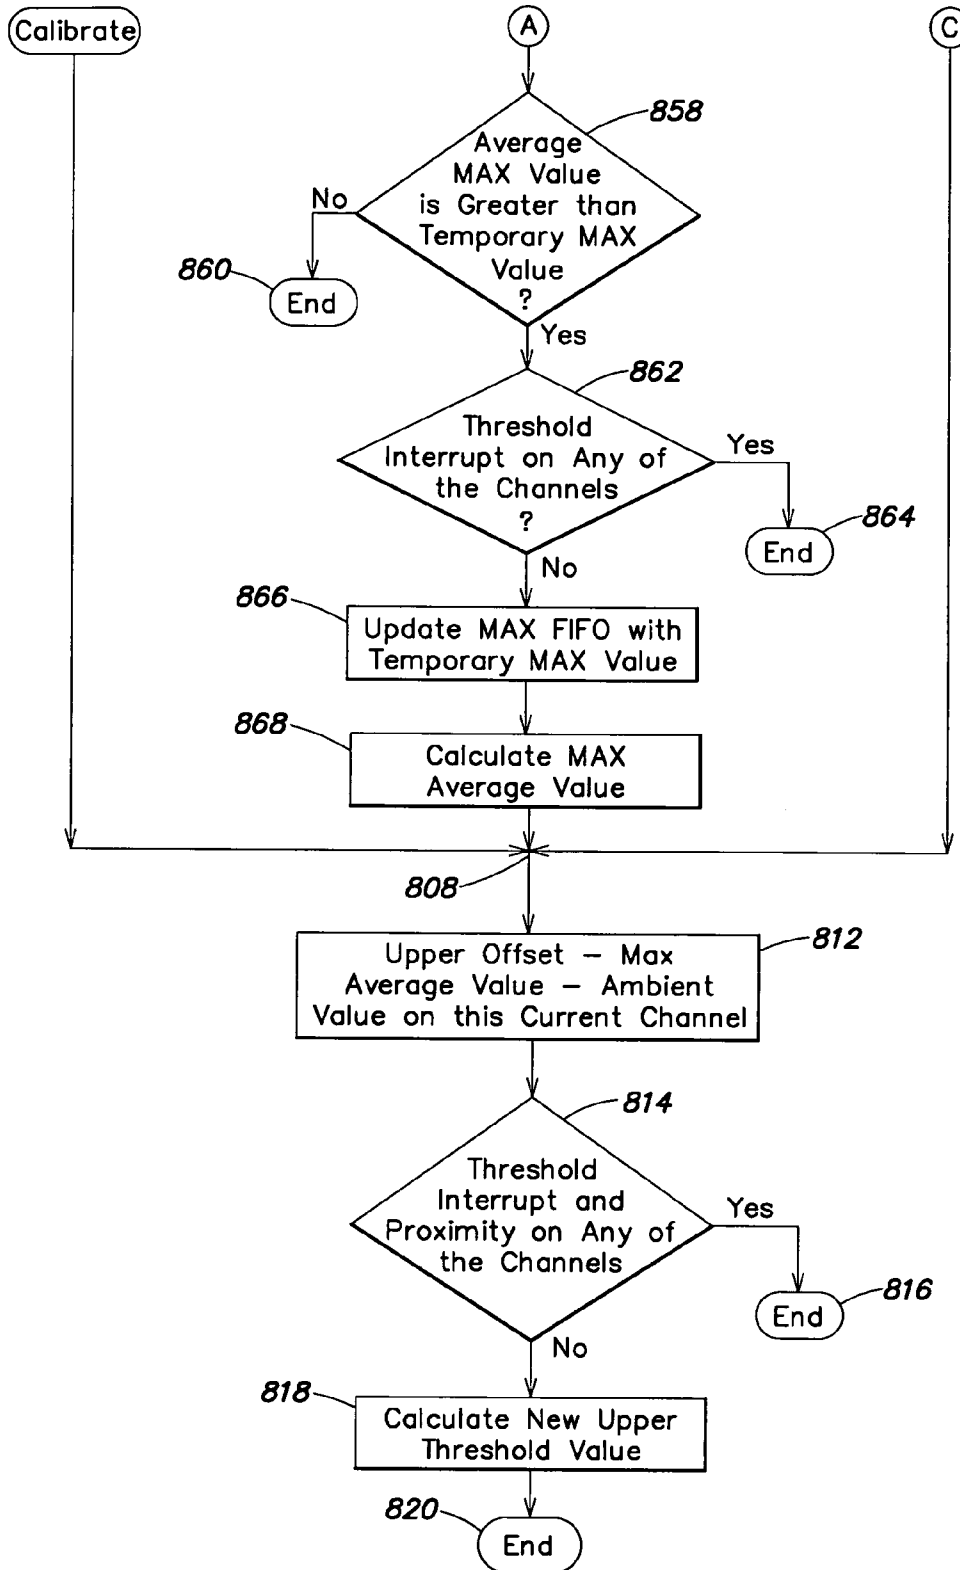 Calibrate
A
C
858
Average
MAX Value
is Greater than
Temporary MAX
Value
?
No
860
End
Yes
862
Threshold
Interrupt on Any of
the Channels
?
Yes
864
End
No
866
Update MAX FIFO with
Temporary MAX Value
868
Calculate MAX
Average Value
808
812
Upper Offset – Max
Average Value – Ambient
Value on this Current Channel
814
Threshold
Interrupt and
Proximity on Any of
the Channels
Yes
816
End
No
818
Calculate New Upper
Threshold Value
820
End